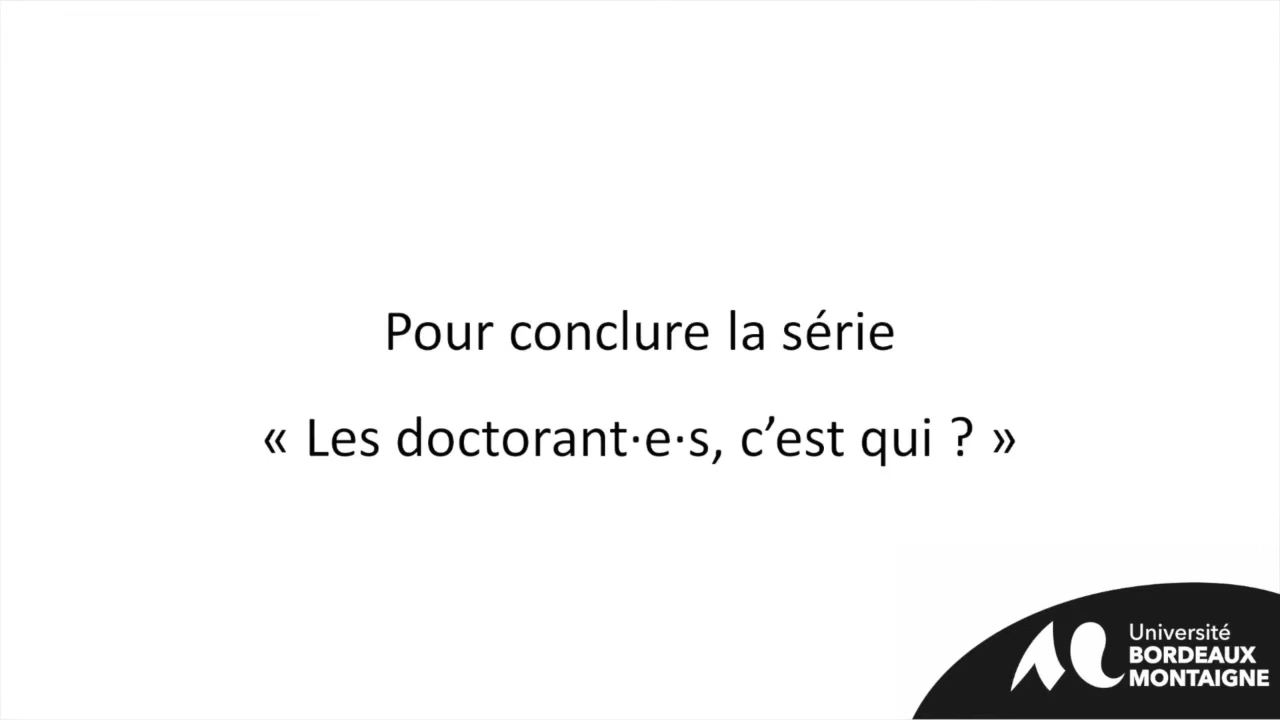 Pour conclure la série
« Les doctorant·e·s, c’est qui ? »
Université
BORDEAUX
MONTAIGNE